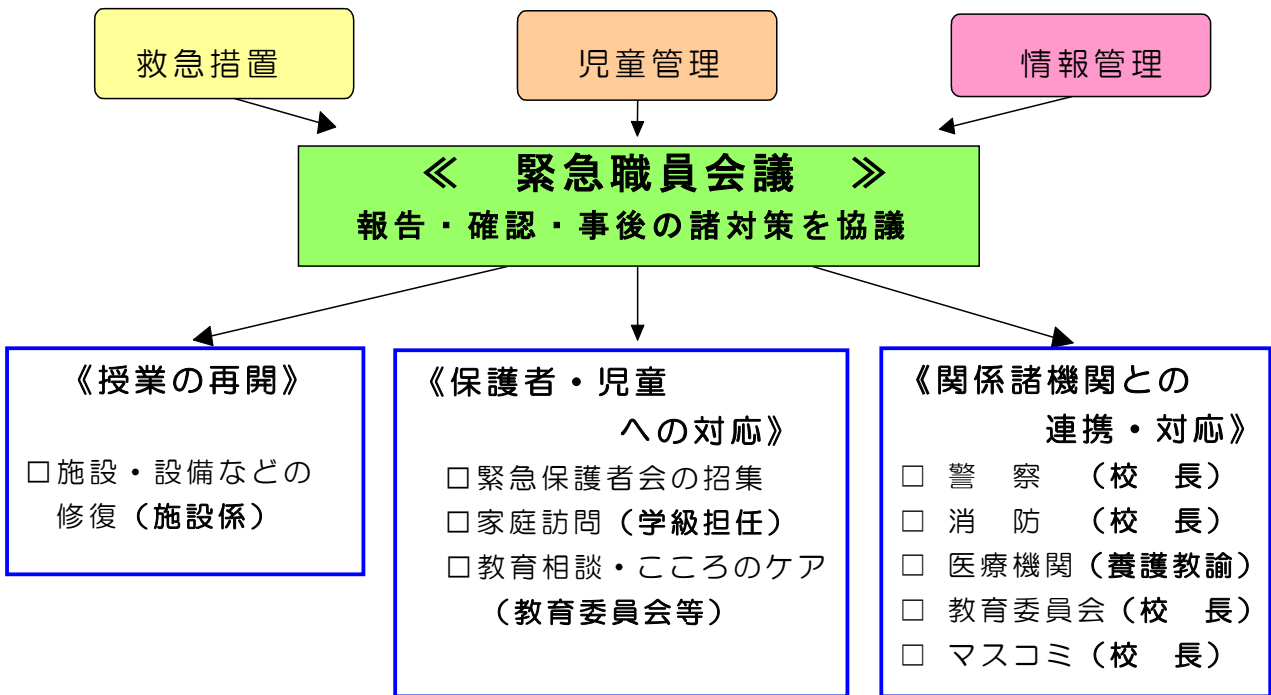 救急措置
児童管理
情報管理
≪　緊急職員会議　≫
報告・確認・事後の諸対策を協議
《授業の再開》
□施設・設備などの
修復（施設係）
《保護者・児童
への対応》
□緊急保護者会の招集
□家庭訪問（学級担任）
□教育相談・こころのケア
（教育委員会等）
《関係諸機関との
連携・対応》
□ 警　察　（校　長）
□ 消　防　（校　長）
□ 医療機関（養護教諭）
□ 教育委員会（校　長）
□ マスコミ（校　長）